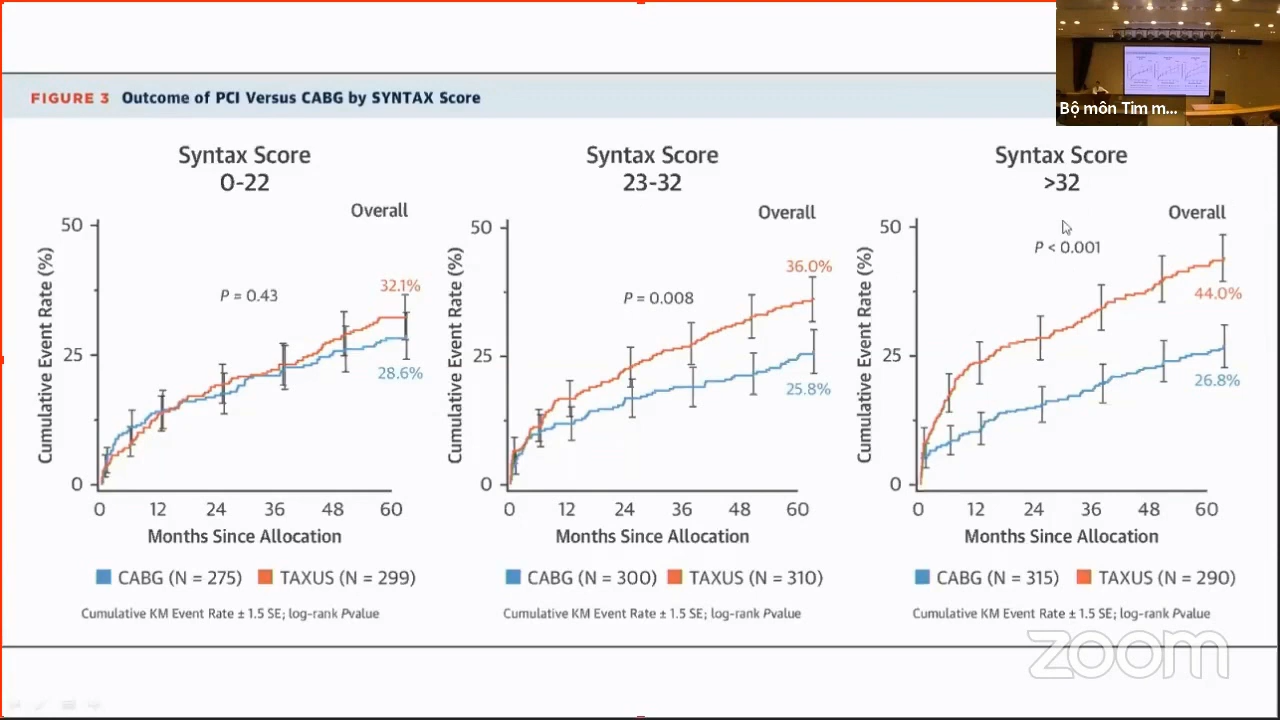 FIGURE 3 Outcome of PCI Versus CABG by SYNTAX Score
Bộ môn Tim m...
Syntax Score
0-22
Overall
Cumulative Event Rate (%)
50
25
0
P = 0.43
32.1%
28.6%
0 12 24 36 48 60
Months Since Allocation
CABG (N = 275) TAXUS (N = 299)
Cumulative KM Event Rate ± 1.5 SE; log-rank Pvalue
Syntax Score
23-32
Overall
Cumulative Event Rate (%)
50
25
0
P = 0.008
36.0%
25.8%
0 12 24 36 48 60
Months Since Allocation
CABG (N = 300) TAXUS (N = 310)
Cumulative KM Event Rate ± 1.5 SE; log-rank Pvalue
Syntax Score
>32
Overall
Cumulative Event Rate (%)
50
25
0
P < 0.001
44.0%
26.8%
0 12 24 36 48 60
Months Since Allocation
CABG (N = 315) TAXUS (N = 290)
Cumulative KM Event Rate ± 1.5 SE; log-rank Pvalue
zoom